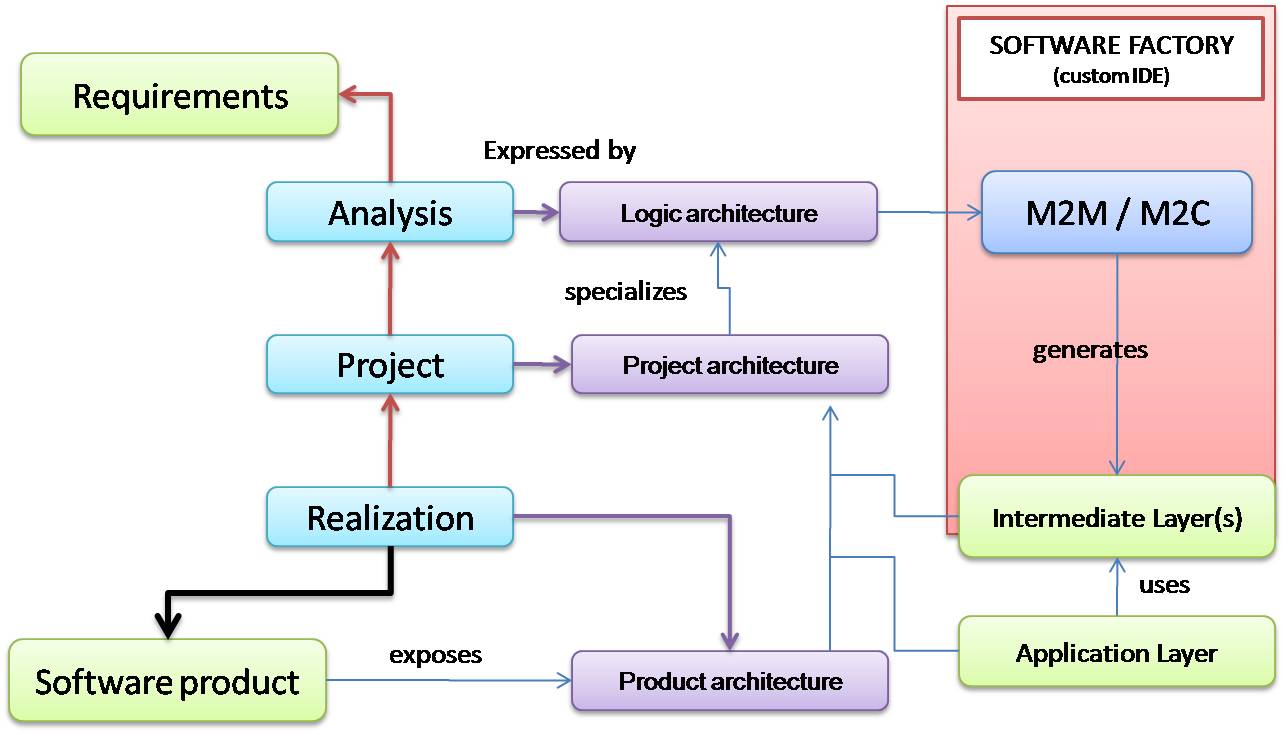 SOFTWARE FACTORY
(custom IDE)
Requirements
Expressed by
Analysis
Logic architecture
M2M / M2C
specializes
generates
Project
Project architecture
Realization
Intermediate Layer(s)
uses
exposes
Application Layer
Software product
Product architecture